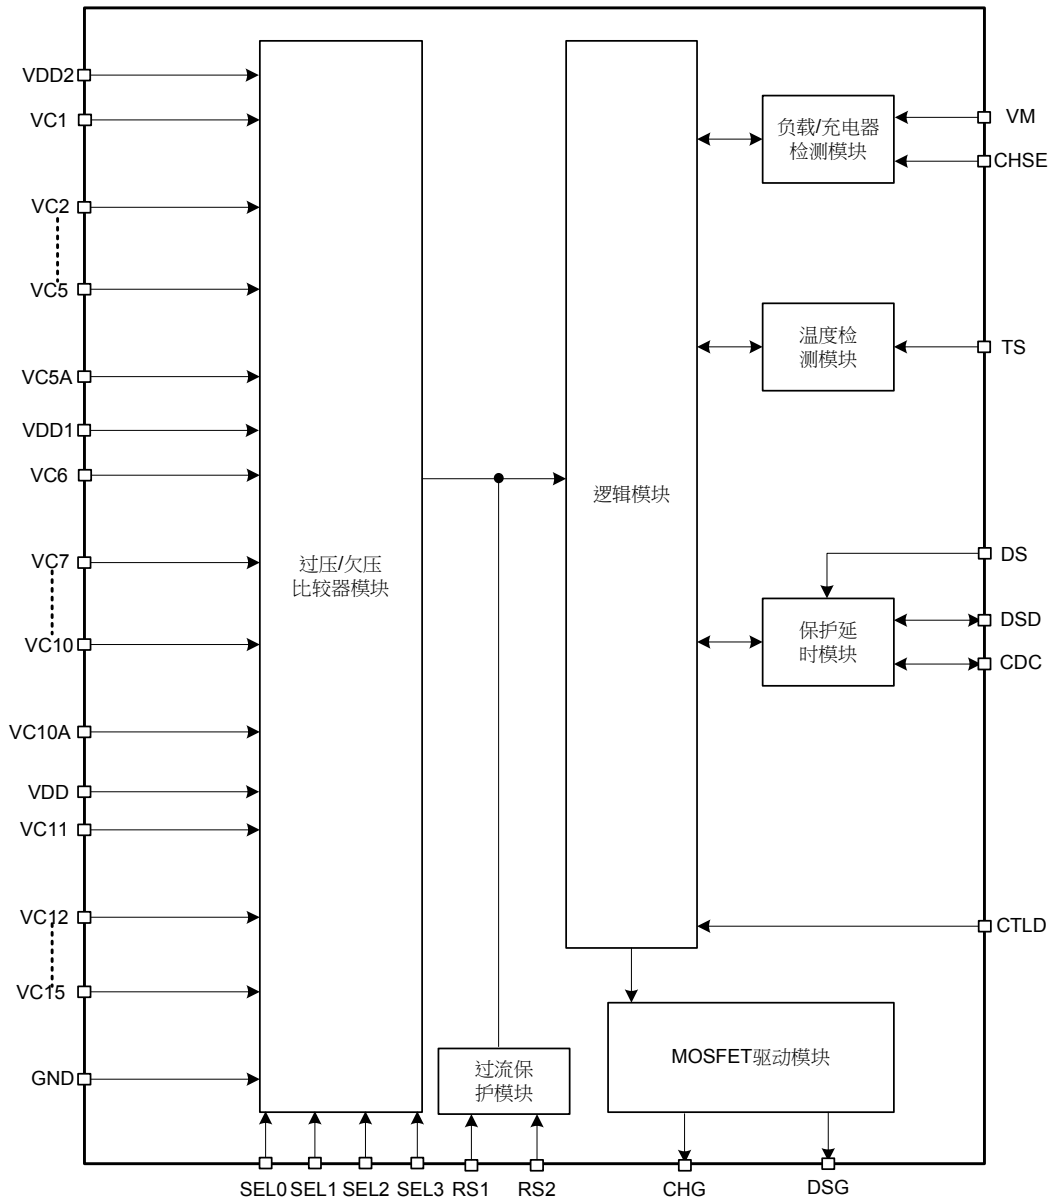 VDD2
VC1
VC2
VC5
VC5A
VDD1
VC6
VC7
VC10
VC10A
VDD
VC11
VC12
VC15
GND
过压/欠压
比较器模块
逻辑模块
负载/充电器
检测模块
温度检
测模块
保护延
时模块
过流保
护模块
MOSFET驱动模块
VM
CHSE
TS
DS
DSD
CDC
CTLD
SEL0 SEL1 SEL2 SEL3 RS1 RS2 CHG DSG